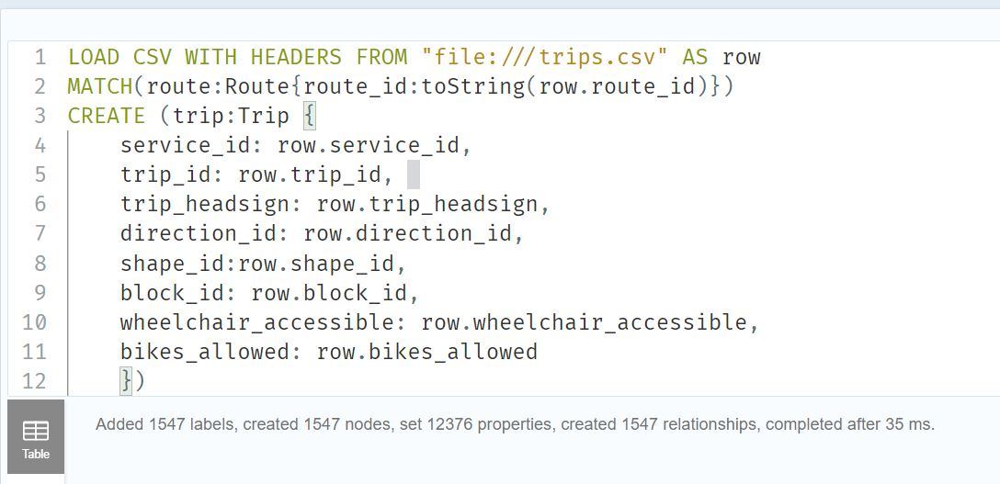 1 LOAD CSV WITH HEADERS FROM "file:///trips.csv" AS row
2 MATCH(route:Route{route_id:toString(row.route_id)})
3 CREATE (trip:Trip {
4 service_id: row.service_id,
5 trip_id: row.trip_id,
6 trip_headsign: row.trip_headsign,
7 direction_id: row.direction_id,
8 shape_id:row.shape_id,
9 block_id: row.block_id,
10 wheelchair_accessible: row.wheelchair_accessible,
11 bikes_allowed: row.bikes_allowed
12 })
Added 1547 labels, created 1547 nodes, set 12376 properties, created 1547 relationships, completed after 35 ms.
Table